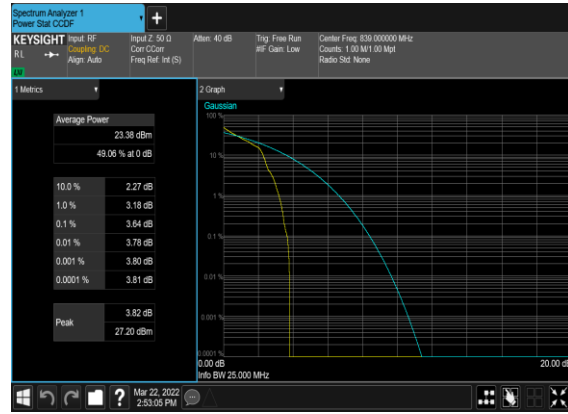 Spectrum Analyzer 1
Power Stat CCDF
KEYSIGHT
RL
Input: RF
Coupling: DC
Align: Auto
Input Z: 50 Ω
Corr CCorr
Freq Ref: Int (S)
Atten: 40 dB
Trig: Free Run
#IF Gain: Low
Center Freq: 839.000000 MHz
Counts: 1.00 M/1.00 Mpt
Radio Std: None
1 Metrics
Average Power
23.38 dBm
49.06 % at 0 dB
10.0 % 2.27 dB
1.0 % 3.18 dB
0.1 % 3.64 dB
0.01 % 3.78 dB
0.001 % 3.80 dB
0.0001 % 3.81 dB
Peak
3.82 dB
27.20 dBm
2 Graph
Gaussian
100 %
10 %
1 %
0.1 %
0.01 %
0.001 %
0.0001 %
0.00 dB
20.00 dB
Info BW 25.000 MHz
?
Mar 22, 2022
2:53:05 PM